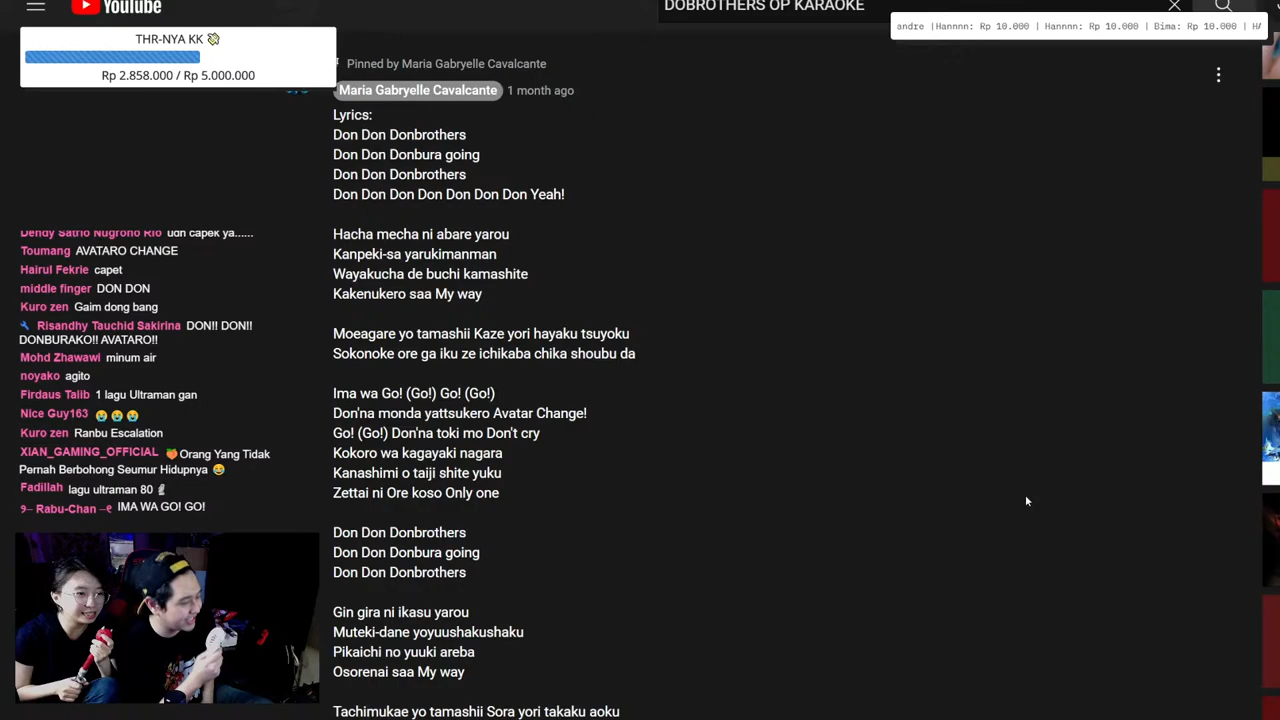 YouTube
DOBROTHERS OP KARAOKE
THR-NYA KK
Rp 2.858.000 / Rp 5.000.000
andre |Hannnn: Rp 10.000 | Hannnn: Rp 10.000 | Bima: Rp 10.000 | HA
Pinned by Maria Gabryelle Cavalcante
Maria Gabryelle Cavalcante 1 month ago
Lyrics:
Don Don Donbrothers
Don Don Donbura going
Don Don Donbrothers
Don Don Don Don Don Don Don Yeah!
Hacha mecha ni abare yarou
Kanpeki-sa yarukimanman
Wayakucha de buchi kamashite
Kakenukero saa My way
Moeagare yo tamashii Kaze yori hayaku tsuyoku
Sokonoke ore ga iku ze ichikaba chika shoubu da
Ima wa Go! (Go!) Go! (Go!)
Don'na monda yattsukero Avatar Change!
Go! (Go!) Don'na toki mo Don't cry
Kokoro wa kagayaki nagara
Kanashimi o taiji shite yuku
Zettai ni Ore koso Only one
Don Don Donbrothers
Don Don Donbura going
Don Don Donbrothers
Gin gira ni ikasu yarou
Muteki-dane yoyuushakushaku
Pikaichi no yuuki areba
Osorenai saa My way
Tachimukae yo tamashii Sora yori takaku aoku
Dendy Satrio Nugrono Rio udn capek ya......
Toumang AVATARO CHANGE
Hairul Fekrie capet
middle finger DON DON
Kuro zen Gaim dong bang
Risandhy Tauchid Sakirina DON!! DON!!
DONBURAKO!! AVATARO!!
Mohd Zhawawi minum air
noyako agito
Firdaus Talib 1 lagu Ultraman gan
Nice Guy163 😭😭😭
Kuro zen Ranbu Escalation
XIAN_GAMING_OFFICIAL 🍑Orang Yang Tidak
Pernah Berbohong Seumur Hidupnya 😂
Fadillah lagu ultraman 80
Rabu-Chan IMA WA GO! GO!